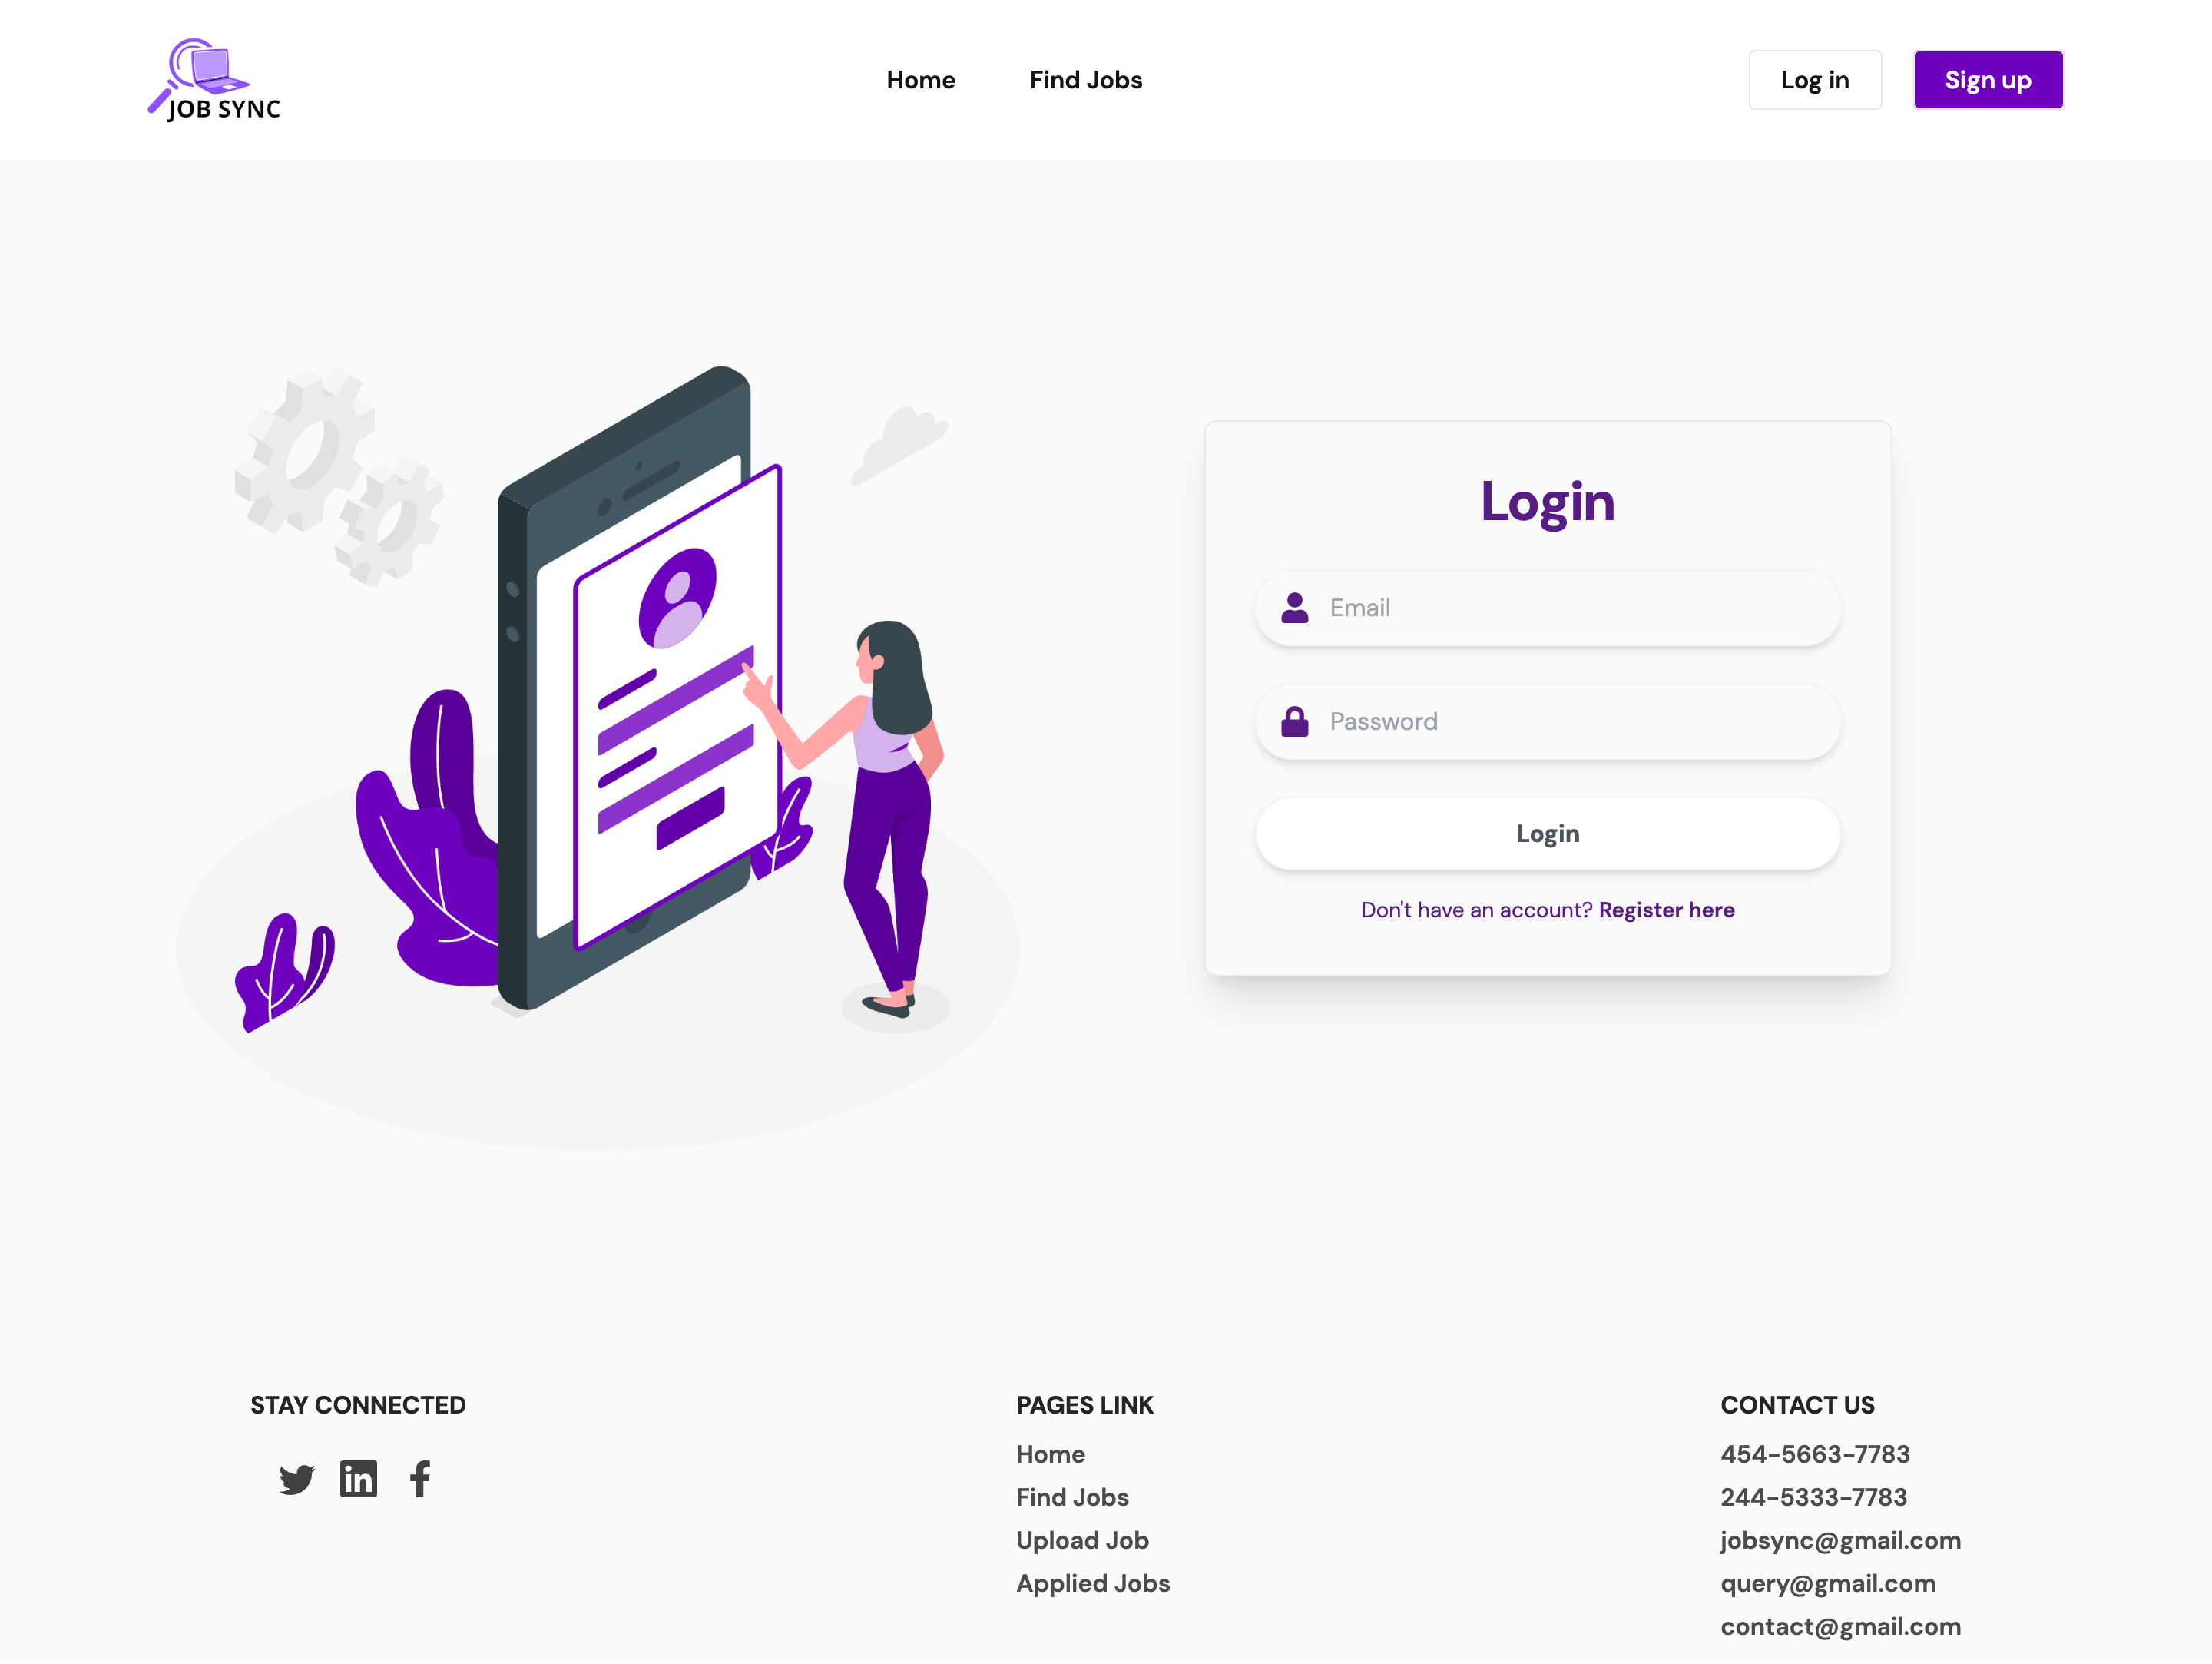 JOB SYNC
Home
Find Jobs
Log in
Sign up
Login
Email
Password
Login
Don't have an account? Register here
STAY CONNECTED
in
PAGES LINK
Home
Find Jobs
Upload Job
Applied Jobs
CONTACT US
454-5663-7783
244-5333-7783
jobsync@gmail.com
query@gmail.com
contact@gmail.com